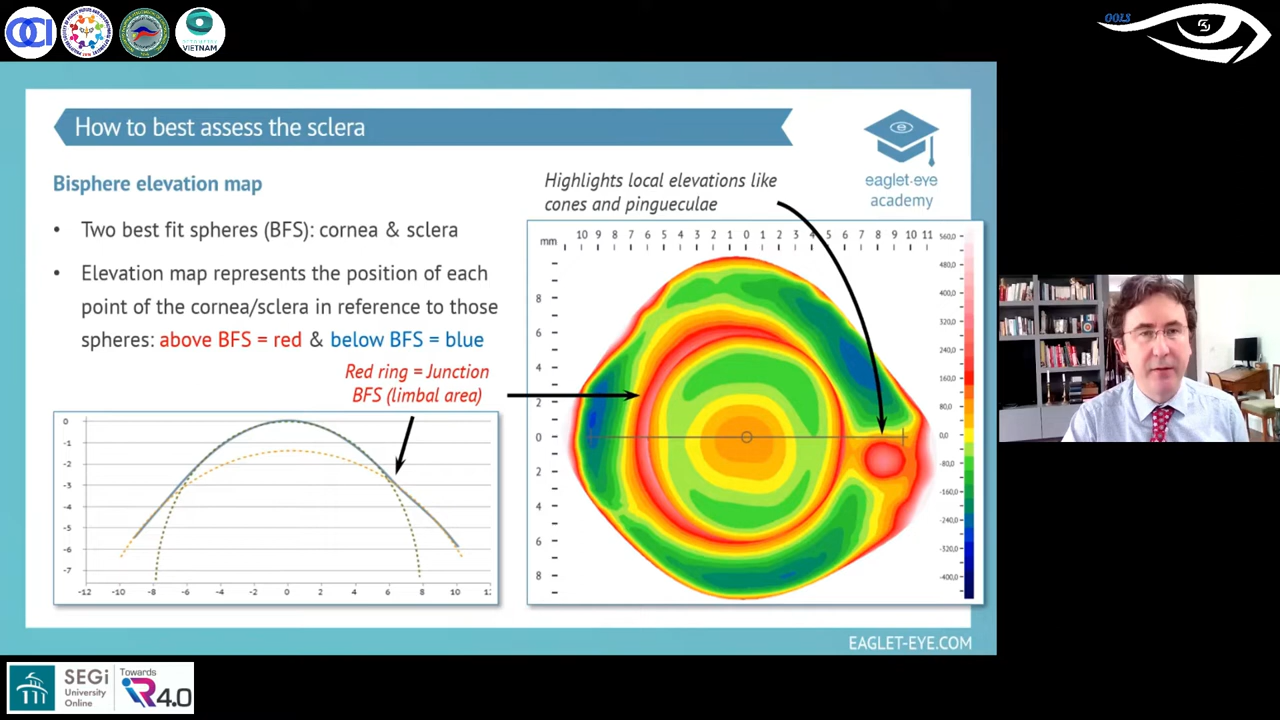 OCI
VIETNAM
OOLS
How to best assess the sclera
eaglet-eye
academy
Bisphere elevation map
• Two best fit spheres (BFS): cornea & sclera
• Elevation map represents the position of each
point of the cornea/sclera in reference to those
spheres: above BFS = red & below BFS = blue
Highlights local elevations like
cones and pingueculae
Red ring = Junction
BFS (limbal area)
0
-1
-2
-3
-4
-5
-6
-7
-12 -10 -8 -6 -4 -2 0 2 4 6 8 10 12
mm 10 9 8 7 6 5 4 3 2 1 0 1 2 3 4 5 6 7 8 9 10 11
8
6
4
2
0
2
4
6
8
560,0
480,0
400,0
320,0
240,0
160,0
80,0
0,0
-80,0
-160,0
-240,0
-320,0
-400,0
EAGLET-EYE.COM
SEGi
University
Online
Towards
iR4.0